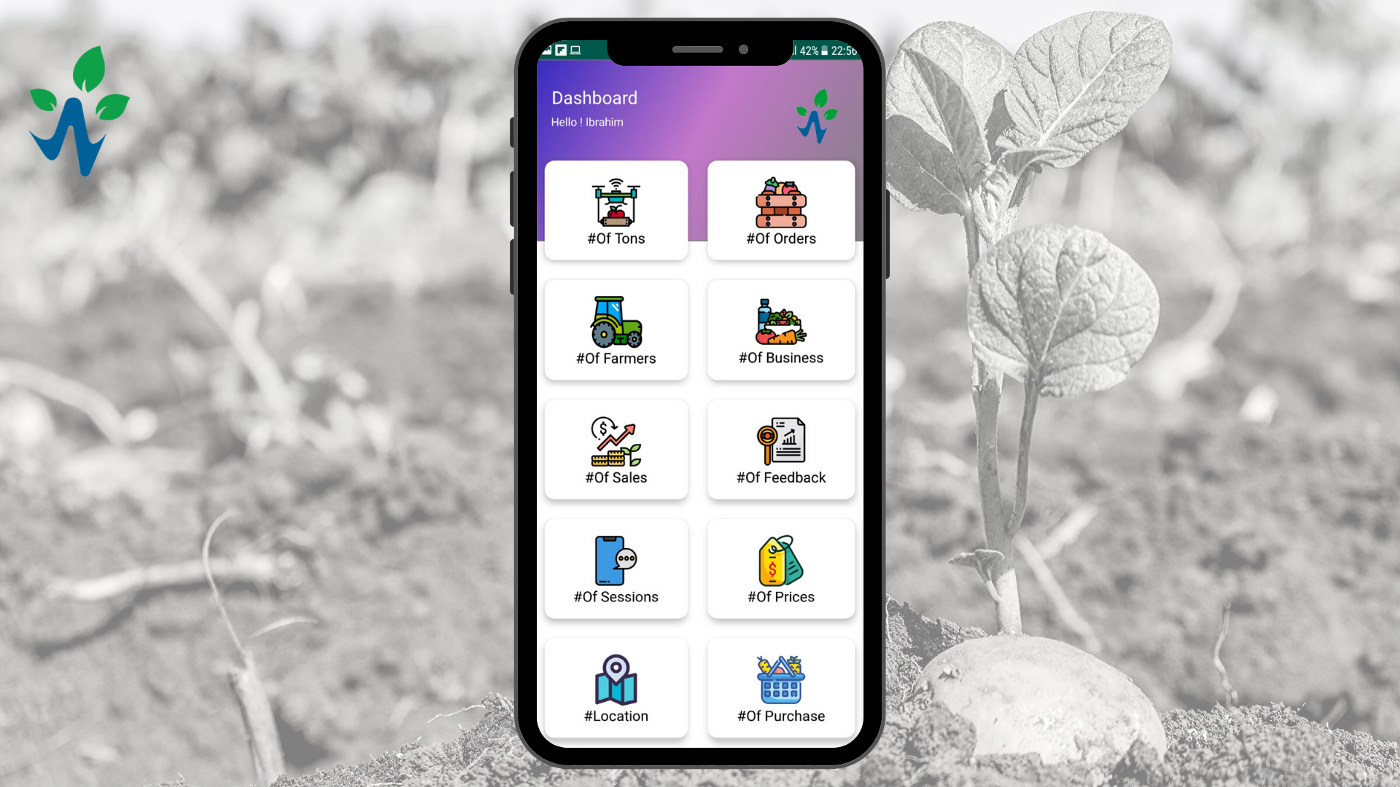 42% 22:56
Dashboard
Hello ! Ibrahim
#Of Tons
#Of Orders
#Of Farmers
#Of Business
#Of Sales
#Of Feedback
#Of Sessions
#Of Prices
#Location
#Of Purchase